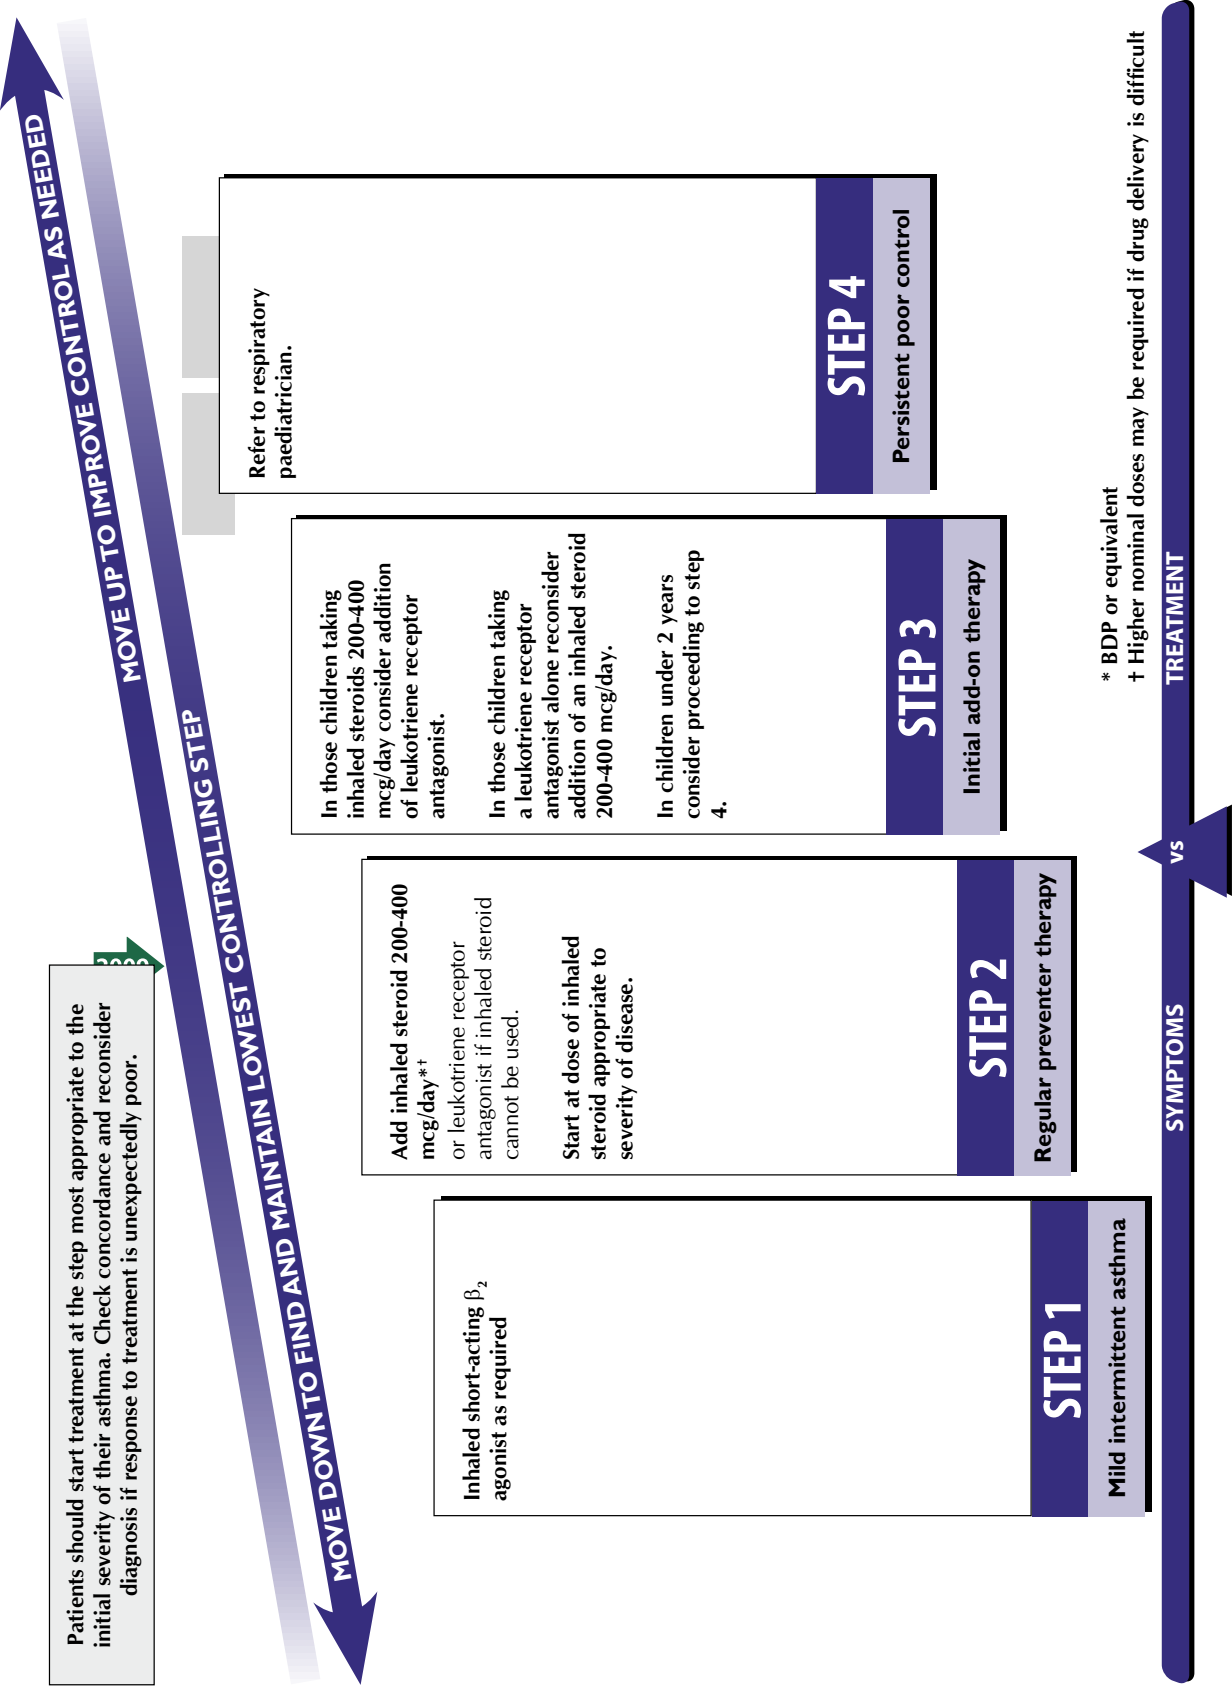 Patients should start treatment at the step most appropriate to the
initial severity of their asthma. Check concordance and reconsider
diagnosis if response to treatment is unexpectedly poor.
MOVE UP TO IMPROVE CONTROL AS NEEDED
MOVE DOWN TO FIND AND MAINTAIN LOWEST CONTROLLING STEP
Inhaled short-acting β₂
agonist as required
STEP 1
Mild intermittent asthma
Add inhaled steroid 200-400
mcg/day*†
or leukotriene receptor
antagonist if inhaled steroid
cannot be used.
Start at dose of inhaled
steroid appropriate to
severity of disease.
STEP 2
Regular preventer therapy
In those children taking
inhaled steroids 200-400
mcg/day consider addition
of leukotriene receptor
antagonist.
In those children taking
a leukotriene receptor
antagonist alone reconsider
addition of an inhaled steroid
200-400 mcg/day.
In children under 2 years
consider proceeding to step
4.
STEP 3
Initial add-on therapy
Refer to respiratory
paediatrician.
STEP 4
Persistent poor control
* BDP or equivalent
† Higher nominal doses may be required if drug delivery is difficult
SYMPTOMS
vs
TREATMENT